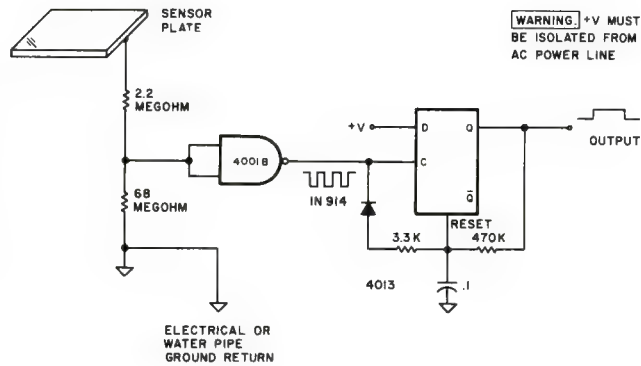 SENSOR
PLATE
WARNING. +V MUST
BE ISOLATED FROM
AC POWER LINE
2.2
MEGOHM
+V
D
Q
4001B
C
OUTPUT
IN 914
Q̅
68
MEGOHM
RESET
3.3K
470K
4013
.1
ELECTRICAL OR
WATER PIPE
GROUND RETURN